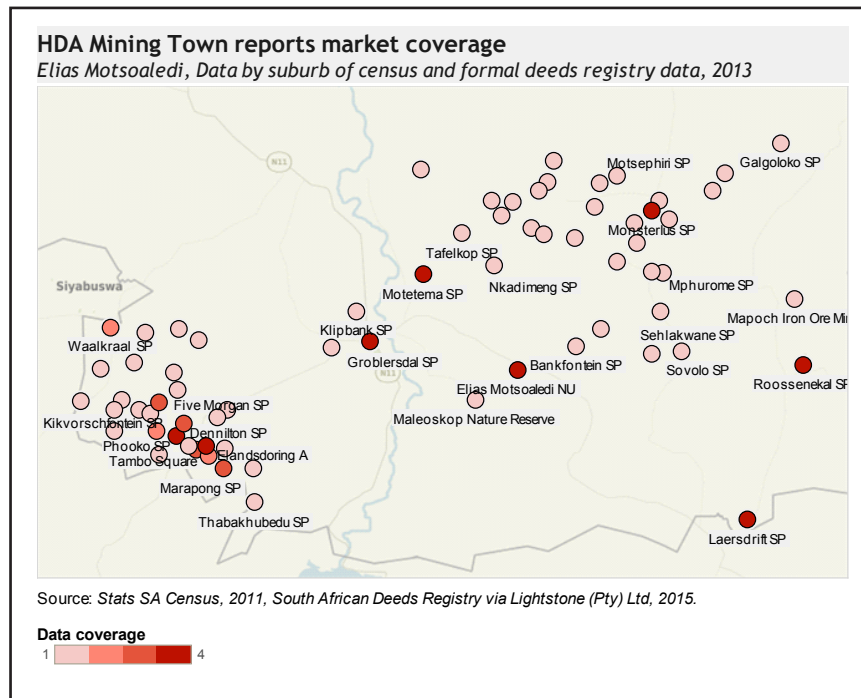 HDA Mining Town reports market coverage
Elias Motsoaledi, Data by suburb of census and formal deeds registry data, 2013
N11
Motsephiri SP
Galgoloko SP
Tafelkop SP
Monsterlus SP
Siyabuswa
Motetema SP
Nkadimeng SP
Mphurome SP
Mapoch Iron Ore Min
Klipbank SP
Waalkraal SP
Sehlakwane SP
Groblersdal SP
Bankfontein SP
Sovolo SP
N11
Elias Motsoaledi NU
Roossenekal SP
Five Morgan SP
Maleoskop Nature Reserve
Kikvorschfontein SP
Dennilton SP
Phooko SP
Tambo Square
Elandsdoring A
Marapong SP
Thabakhubedu SP
Laersdrift SP
Source: Stats SA Census, 2011, South African Deeds Registry via Lightstone (Pty) Ltd, 2015.
Data coverage
1 4